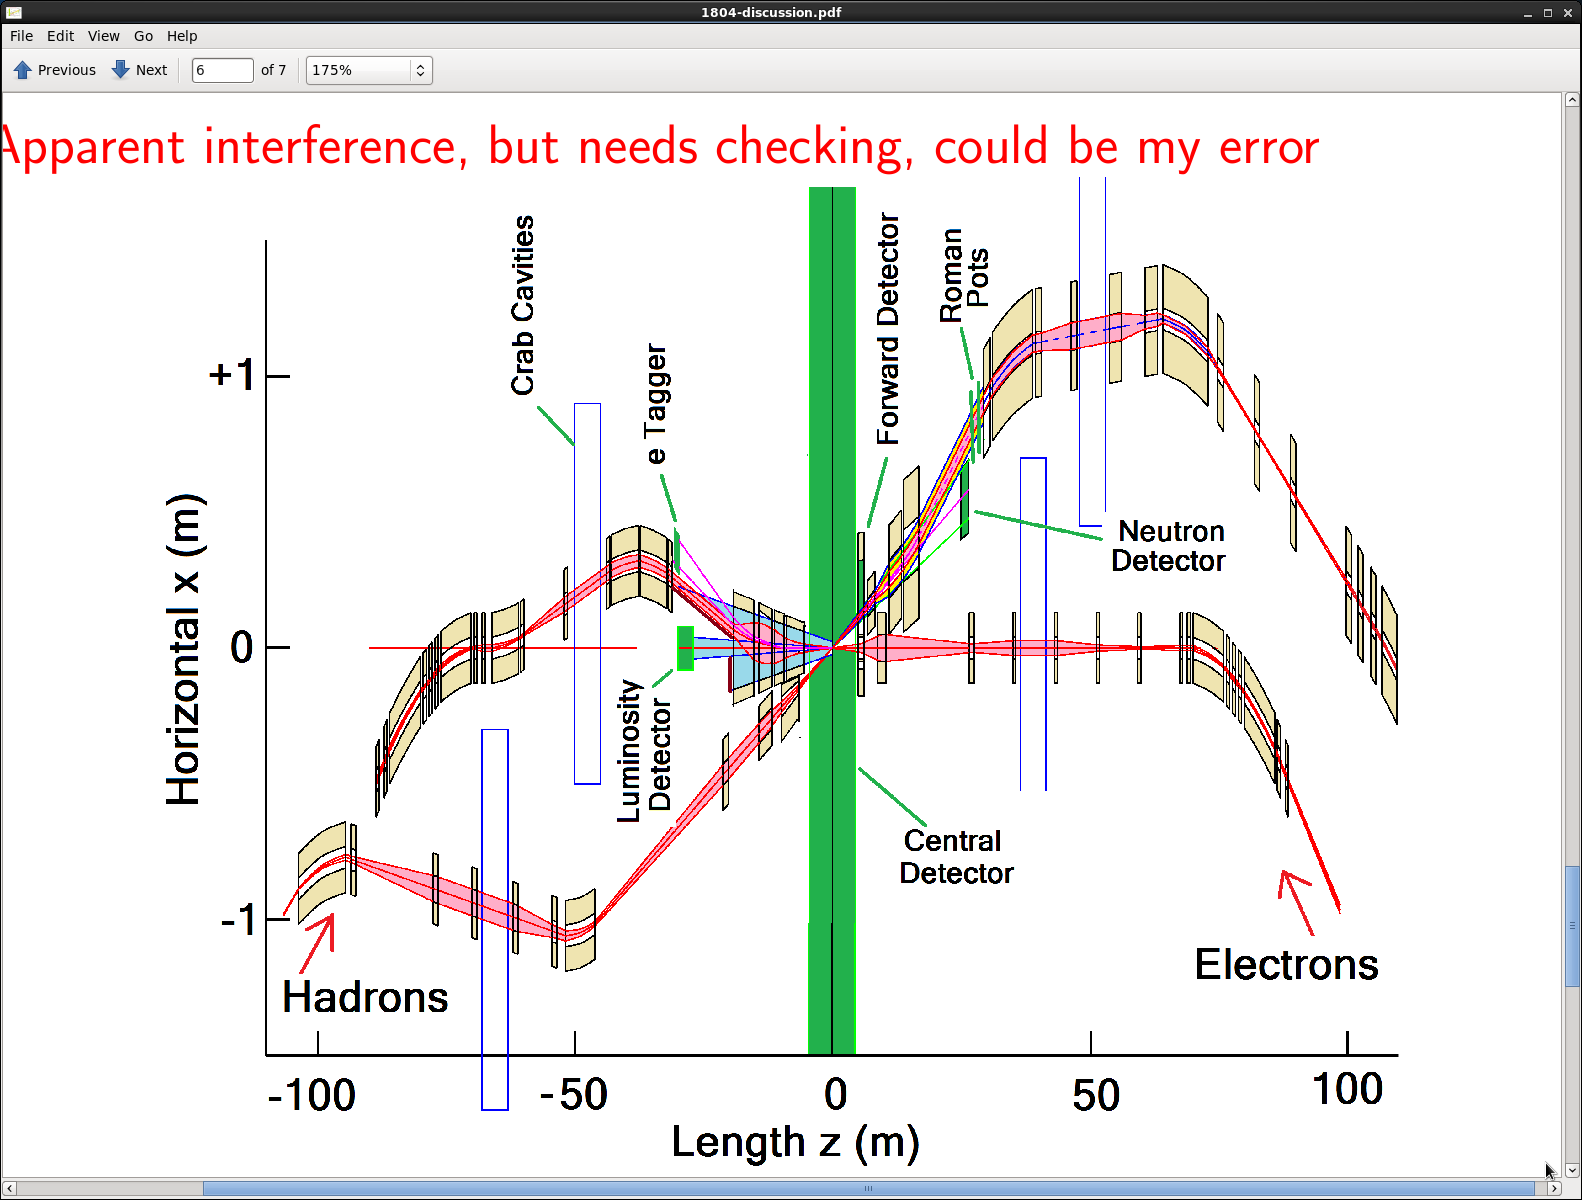 1804-discussion.pdf
File Edit View Go Help
Previous Next 6 of 7 175%
Apparent interference, but needs checking, could be my error
Crab Cavities
e Tagger
Forward Detector
Roman
Pots
+1
0
-1
Horizontal x (m)
Neutron
Detector
Luminosity
Detector
Central
Detector
Hadrons
Electrons
-100
-50
0
50
100
Length z (m)